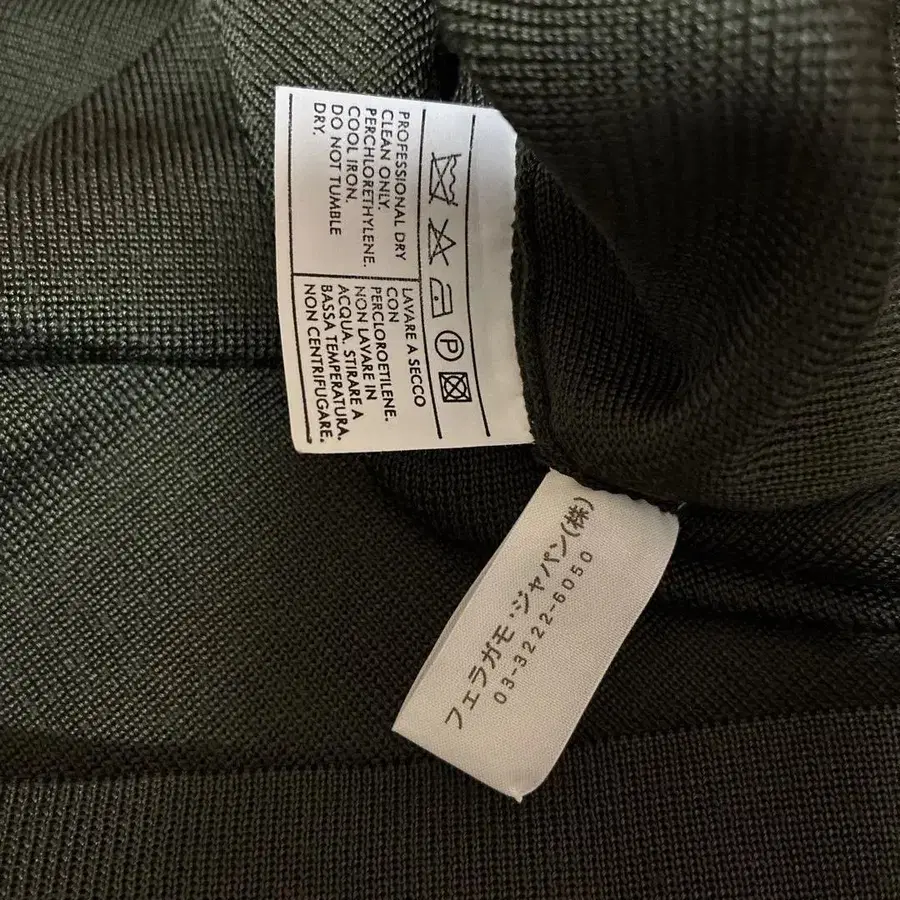 PROFESSIONAL DRY
CLEAN ONLY.
PERCHLORETHYLENE.
COOL IRON.
DO NOT TUMBLE
DRY.
P
LAVARE A SECCO
CON
PERCLOROETILENE.
NON LAVARE IN
ACQUA. STIRARE A
BASSA TEMPERATURA.
NON CENTRIFUGARE.
フェラガモ・ジャパン(株)
03-3222-6050